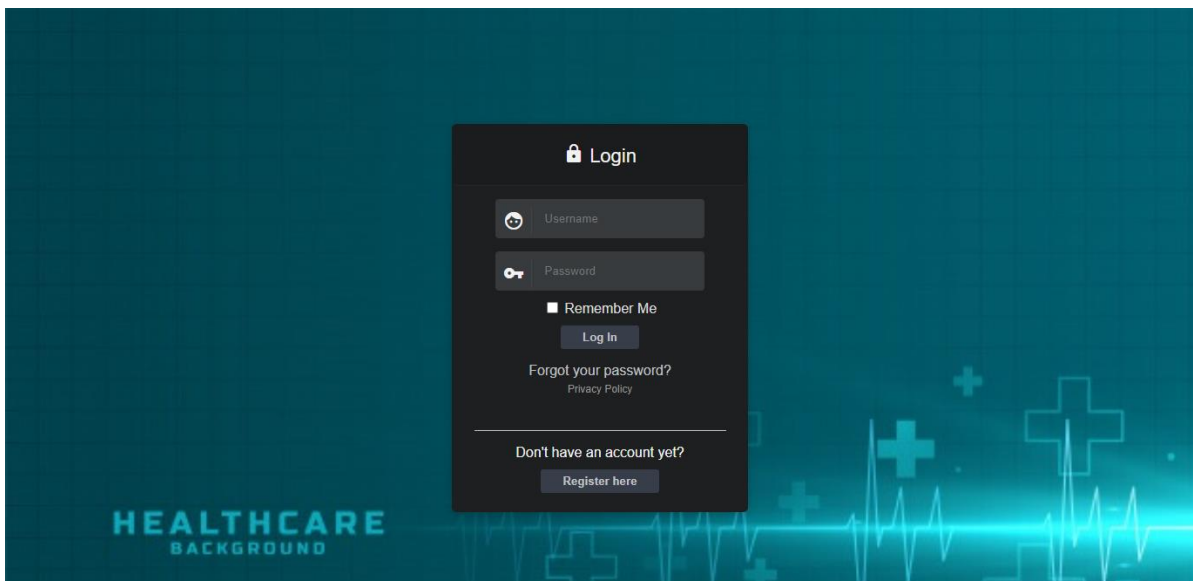 Login
Username
Password
Remember Me
Log In
Forgot your password?
Privacy Policy
Don't have an account yet?
Register here
HEALTHCARE
BACKGROUND